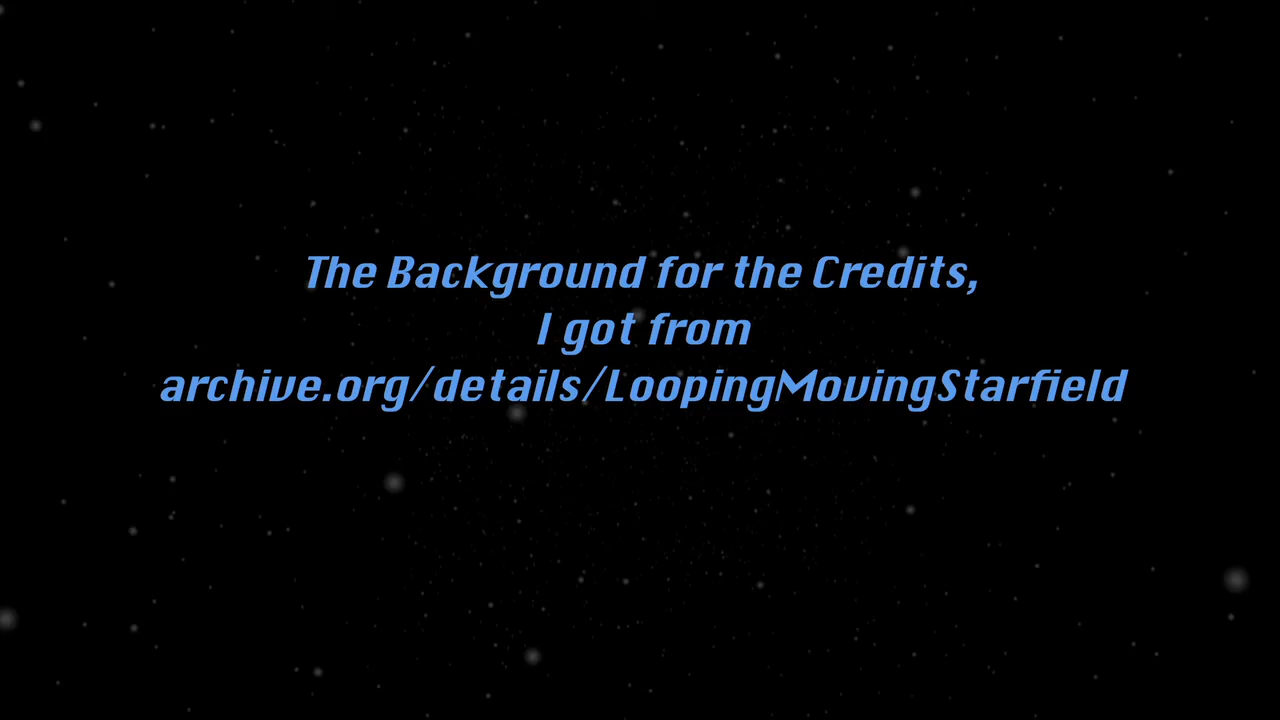 The Background for the Credits,
I got from
archive.org/details/LoopingMovingStarfield